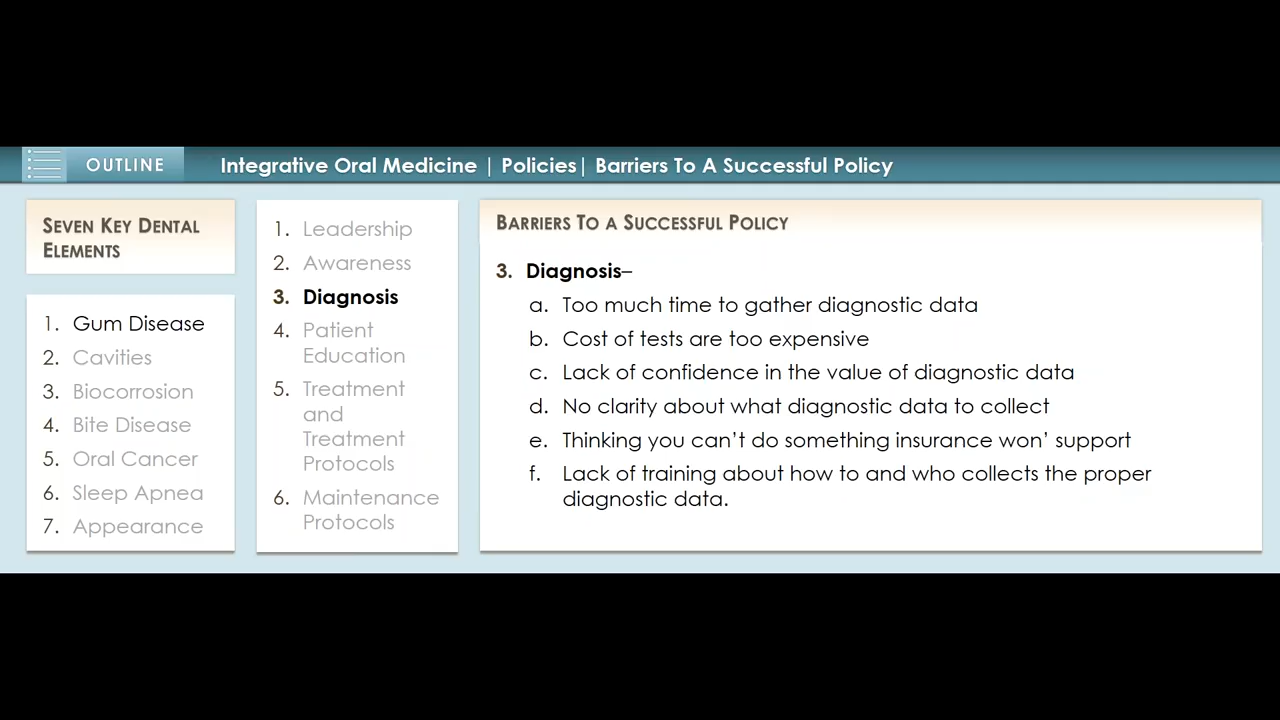 OUTLINE
Integrative Oral Medicine | Policies| Barriers To A Successful Policy
SEVEN KEY DENTAL
ELEMENTS
1. Gum Disease
2. Cavities
3. Biocorrosion
4. Bite Disease
5. Oral Cancer
6. Sleep Apnea
7. Appearance
1. Leadership
2. Awareness
3. Diagnosis
4. Patient
Education
5. Treatment
and
Treatment
Protocols
6. Maintenance
Protocols
BARRIERS TO A SUCCESSFUL POLICY
3. Diagnosis–
a. Too much time to gather diagnostic data
b. Cost of tests are too expensive
c. Lack of confidence in the value of diagnostic data
d. No clarity about what diagnostic data to collect
e. Thinking you can’t do something insurance won’ support
f. Lack of training about how to and who collects the proper
diagnostic data.